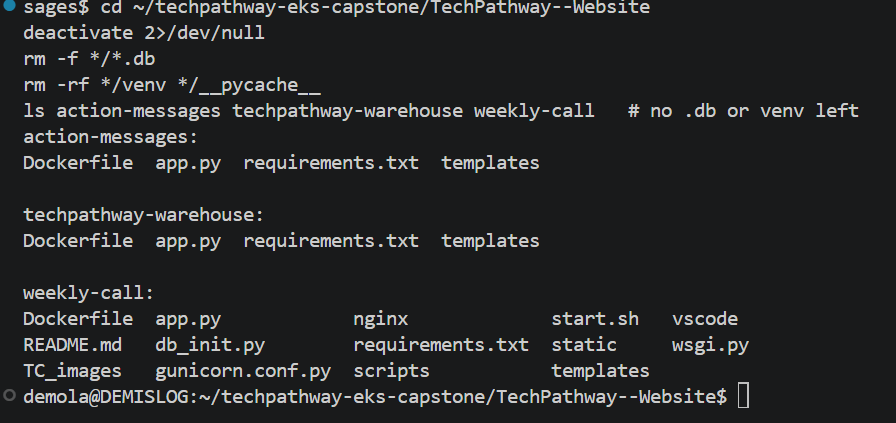 sages$ cd ~/techpathway-eks-capstone/TechPathway--Website
deactivate 2>/dev/null
rm -f */*.db
rm -rf */venv */__pycache__
ls action-messages techpathway-warehouse weekly-call   # no .db or venv left
action-messages:
Dockerfile  app.py  requirements.txt  templates

techpathway-warehouse:
Dockerfile  app.py  requirements.txt  templates

weekly-call:
Dockerfile  app.py            nginx             start.sh   vscode
README.md   db_init.py        requirements.txt  static     wsgi.py
TC_images   gunicorn.conf.py  scripts           templates
demola@DEMISLOG:~/techpathway-eks-capstone/TechPathway--Website$